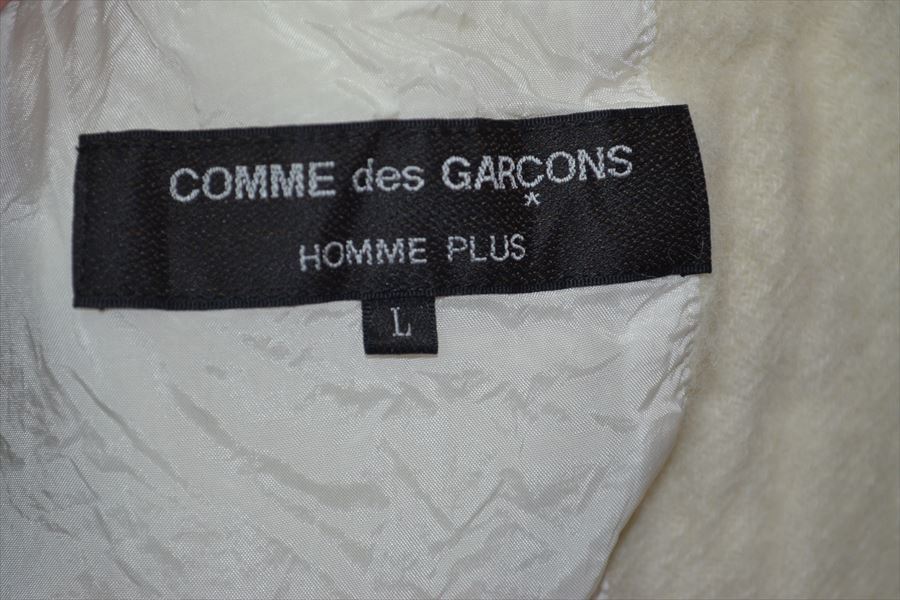 COMME des GARÇONS
*
HOMME PLUS
L